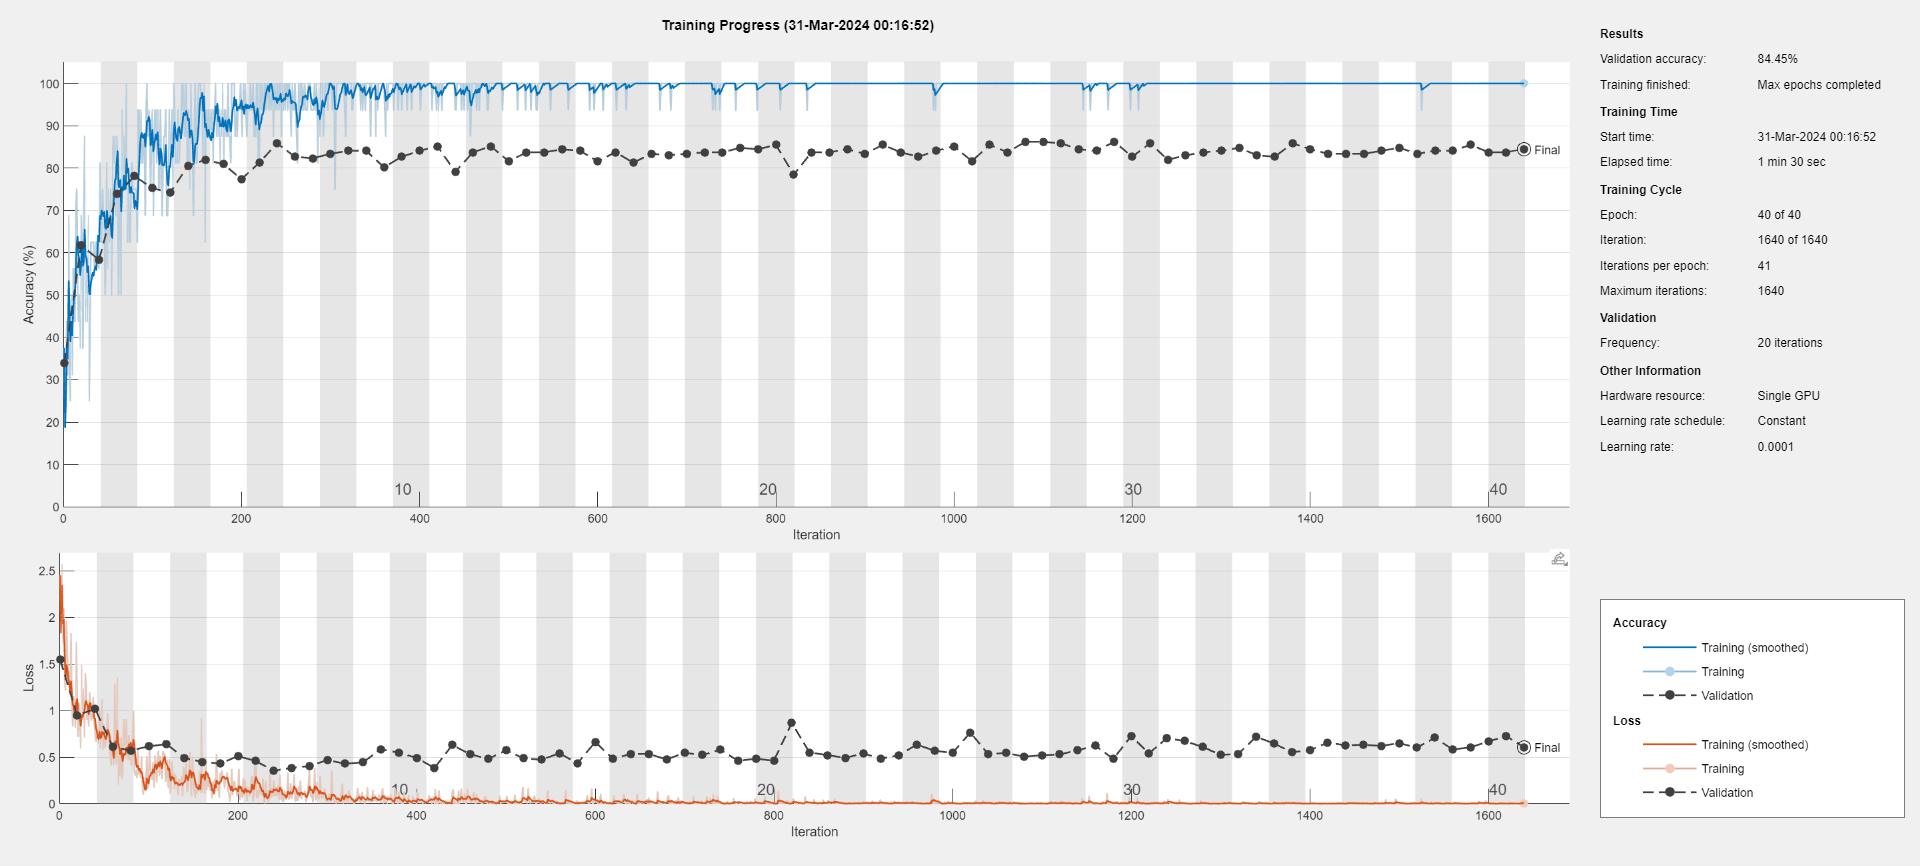 Training Progress (31-Mar-2024 00:16:52)
100
90
80
70
60
50
40
30
20
10
0
Accuracy (%)
Final
10
20
30
40
0
200
400
600
800
1000
1200
1400
1600
Iteration
2.5
2
1.5
1
0.5
0
Loss
Final
10
20
30
40
0
200
400
600
800
1000
1200
1400
1600
Iteration
Results
Validation accuracy: 84.45%
Training finished: Max epochs completed
Training Time
Start time: 31-Mar-2024 00:16:52
Elapsed time: 1 min 30 sec
Training Cycle
Epoch: 40 of 40
Iteration: 1640 of 1640
Iterations per epoch: 41
Maximum iterations: 1640
Validation
Frequency: 20 iterations
Other Information
Hardware resource: Single GPU
Learning rate schedule: Constant
Learning rate: 0.0001
Accuracy
Training (smoothed)
Training
Validation
Loss
Training (smoothed)
Training
Validation